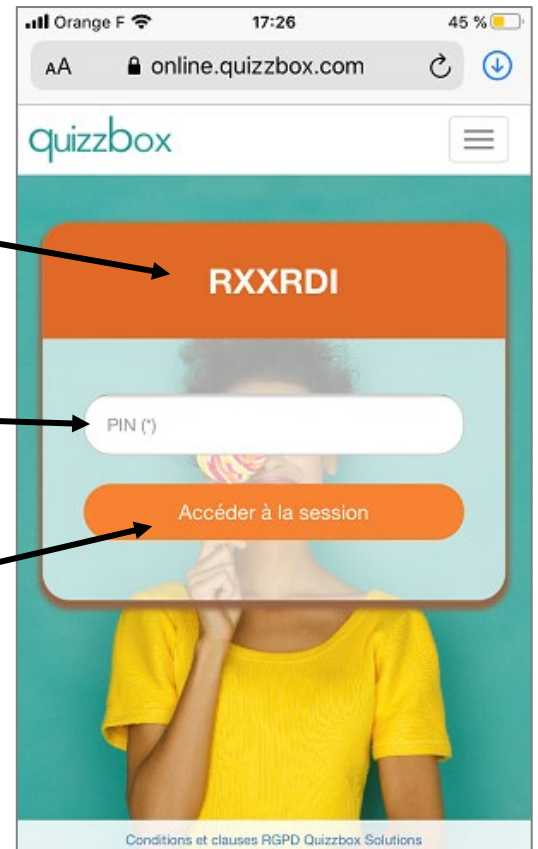 Orange F 17:26 45 %
AA online.quizzbox.com
quizzbox
RXXRDI
PIN (*)
Accéder à la session
Conditions et clauses RGPD Quizzbox Solutions